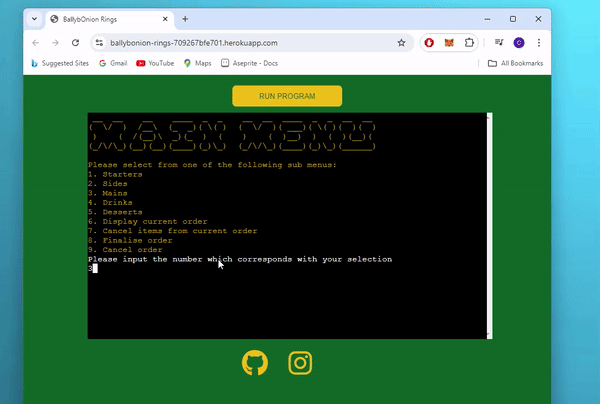 BallybOnion Rings
ballybonion-rings-709267bfe701.herokuapp.com
Suggested Sites
Gmail
YouTube
Maps
Aseprite - Docs
All Bookmarks
RUN PROGRAM
MAIN MENU
Please select from one of the following sub menus:
1. Starters
2. Sides
3. Mains
4. Drinks
5. Desserts
6. Display current order
7. Cancel items from current order
8. Finalise order
9. Cancel order
Please input the number which corresponds with your selection
3